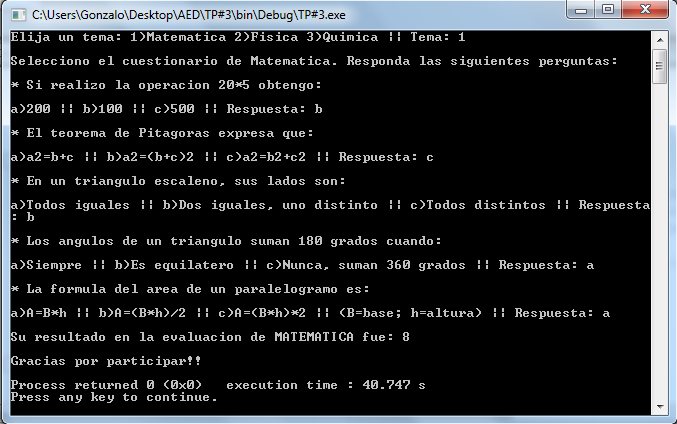 C:\Users\Gonzalo\Desktop\AED\TP#3\bin\Debug\TP#3.exe
Elija un tema: 1)Matematica 2)Fisica 3)Quimica || Tema: 1
Selecciono el cuestionario de Matematica. Responda las siguientes perguntas:
* Si realizo la operacion 20*5 obtengo:
a)200 || b)100 || c)500 || Respuesta: b
* El teorema de Pitagoras expresa que:
a)a2=b+c || b)a2=(b+c)2 || c)a2=b2+c2 || Respuesta: c
* En un triangulo escaleno, sus lados son:
a)Todos iguales || b)Dos iguales, uno distinto || c)Todos distintos || Respuesta
: b
* Los angulos de un triangulo suman 180 grados cuando:
a)Siempre || b)Es equilatero || c)Nunca, suman 360 grados || Respuesta: a
* La formula del area de un paralelogramo es:
a)A=B*h || b)A=(B*h)/2 || c)A=(B*h)*2 || (B=base; h=altura) || Respuesta: a
Su resultado en la evaluacion de MATEMATICA fue: 8
Gracias por participar!!
Process returned 0 (0x0)   execution time : 40.747 s
Press any key to continue.